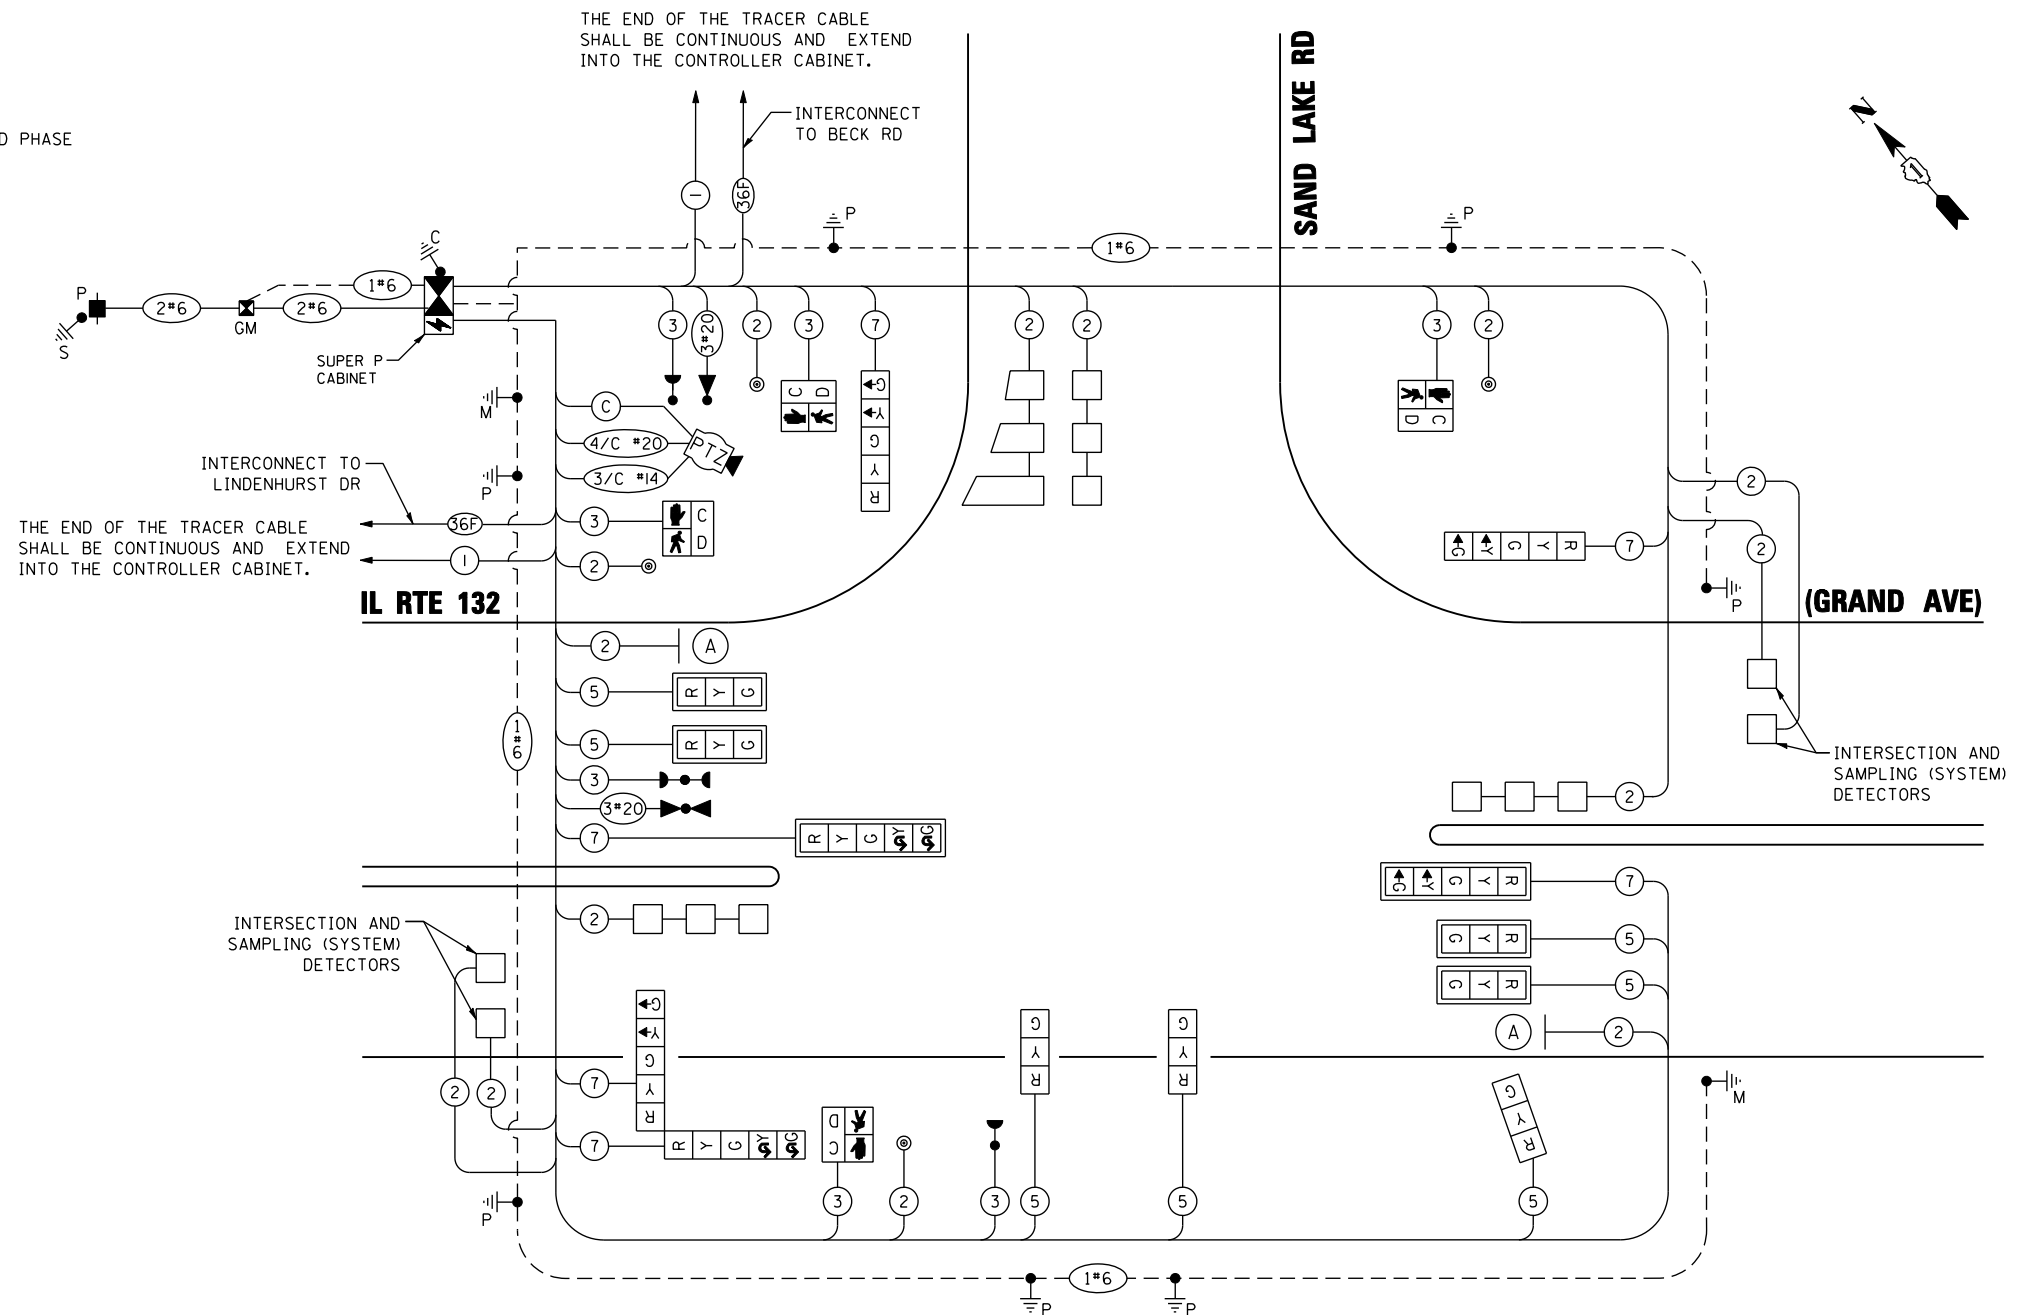 THE END OF THE TRACER CABLE
SHALL BE CONTINUOUS AND EXTEND
INTO THE CONTROLLER CABINET.
INTERCONNECT
TO BECK RD
SAND LAKE RD
N
1
D PHASE
1
36F
P
P
C
1#6
1#6
P
2#6
2#6
GM
S
SUPER P
CABINET
3
3#20
2
3
7
2
2
3
2
C D
G
Y
G
Y
R
C
D
M
C
4/C #20
3/C #14
PTZ
P
INTERCONNECT TO
LINDENHURST DR
36F
3
C
D
2
THE END OF THE TRACER CABLE
SHALL BE CONTINUOUS AND EXTEND
INTO THE CONTROLLER CABINET.
1
2
G Y G Y R
7
2
2
P
IL RTE 132
(GRAND AVE)
2
A
5
R Y G
1#6
5
R Y G
3
3#20
7
R Y G Y G
INTERSECTION AND
SAMPLING (SYSTEM)
DETECTORS
2
G Y G Y R
7
2
INTERSECTION AND
SAMPLING (SYSTEM)
DETECTORS
G Y R
5
G Y R
5
A
2
G
Y
G
Y
R
G
Y
R
G
Y
R
2
2
7
7
R Y G Y G
D
C
G
Y
R
M
P
3
2
3
5
5
5
1#6
P
P